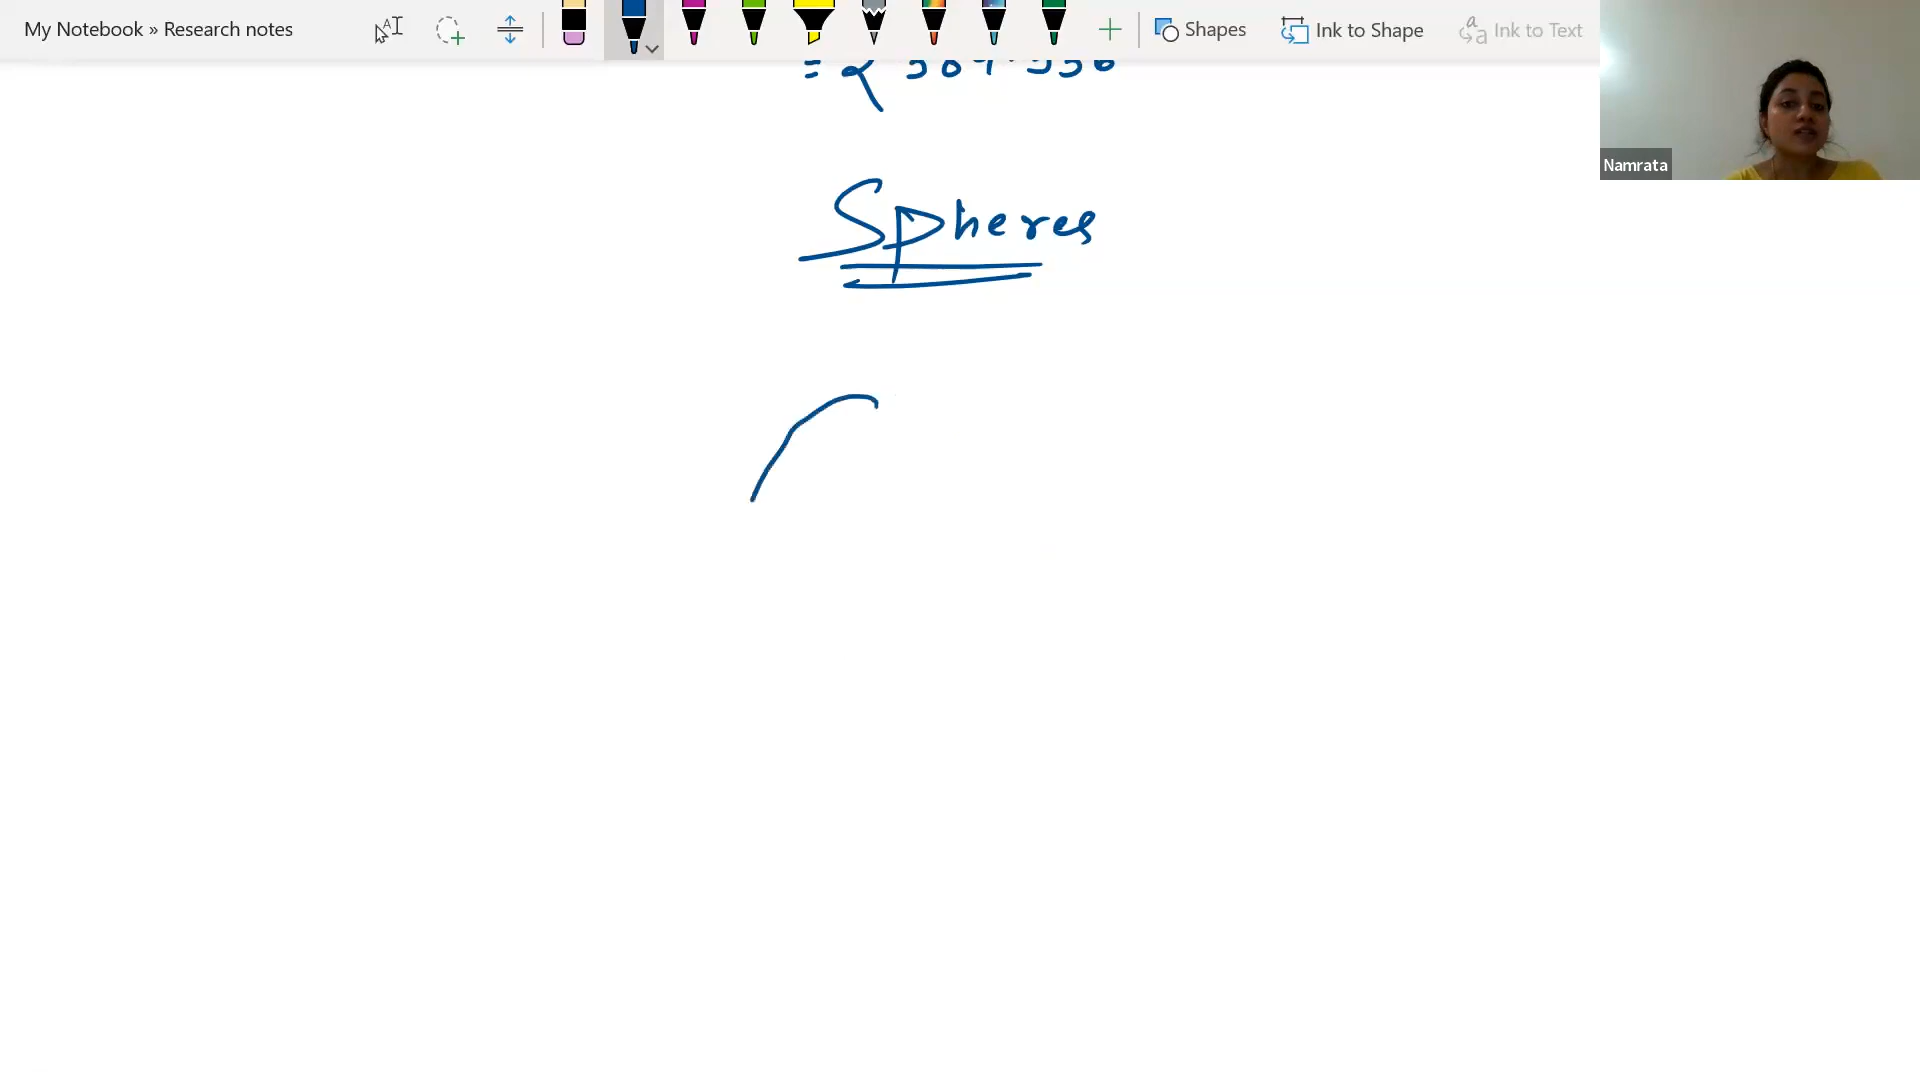 My Notebook » Research notes
Shapes
Ink to Shape
Ink to Text
Namrata
Spheres